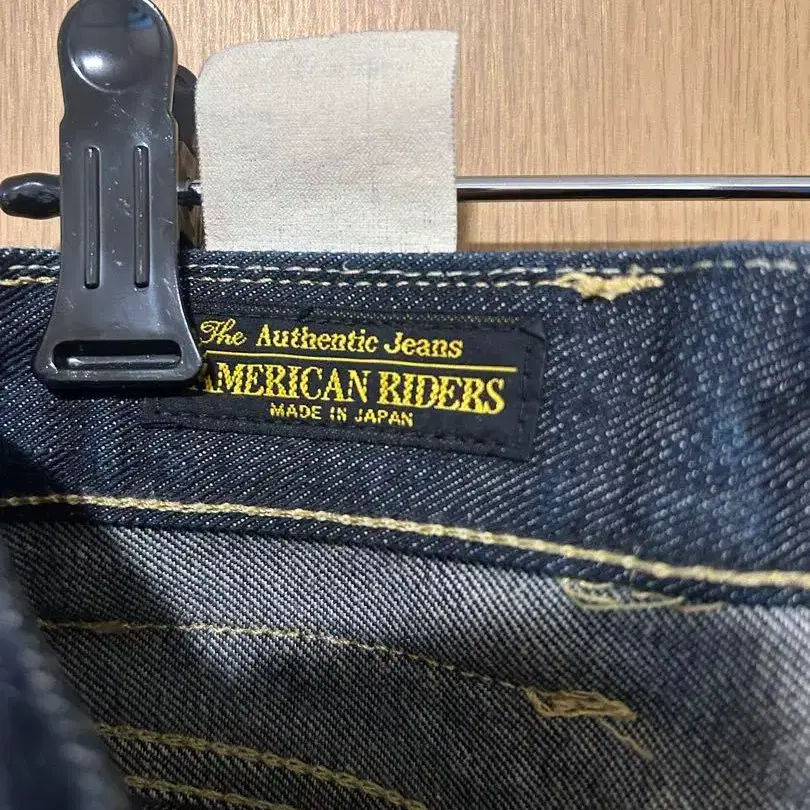 The Authentic Jeans
AMERICAN RIDERS
MADE IN JAPAN